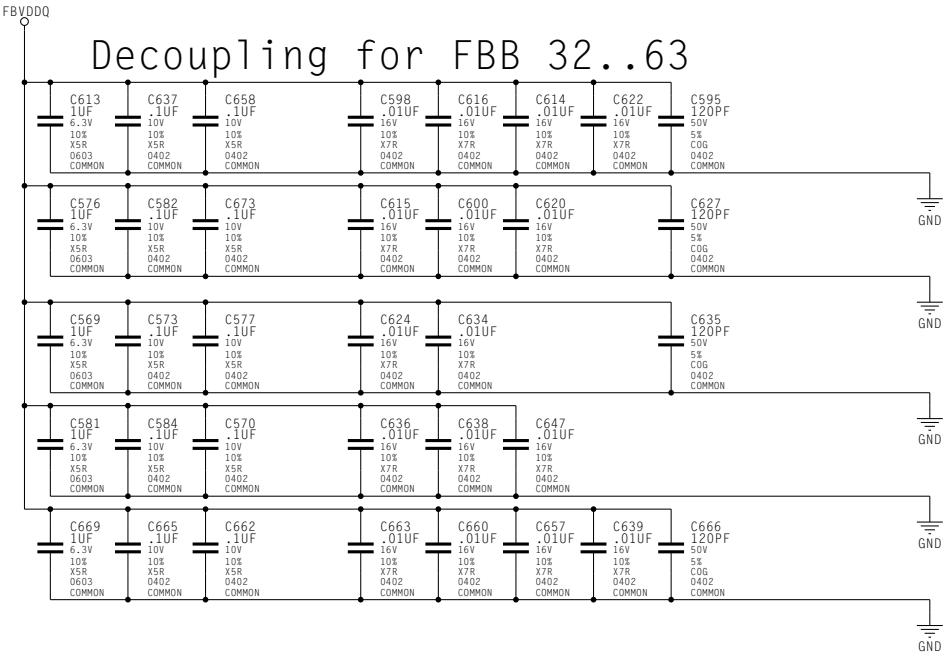 FBVDDQ
Decoupling for FBB 32..63
C613 C637 C658 C598 C616 C614 C622 C595
1UF .1UF .1UF .01UF .01UF .01UF .01UF 120PF
6.3V 10V 10V 16V 16V 16V 16V 50V
10% 10% 10% 10% 10% 10% 10% 5%
X5R X5R X5R X7R X7R X7R X7R COG
0603 0402 0402 0402 0402 0402 0402 0402
COMMON COMMON COMMON COMMON COMMON COMMON COMMON COMMON
GND
C576 C582 C673 C615 C600 C620 C627
1UF .1UF .1UF .01UF .01UF .01UF 120PF
6.3V 10V 10V 16V 16V 16V 50V
10% 10% 10% 10% 10% 10% 5%
X5R X5R X5R X7R X7R X7R COG
0603 0402 0402 0402 0402 0402 0402
COMMON COMMON COMMON COMMON COMMON COMMON COMMON
GND
C569 C573 C577 C624 C634 C635
1UF .1UF .1UF .01UF .01UF 120PF
6.3V 10V 10V 16V 16V 50V
10% 10% 10% 10% 10% 5%
X5R X5R X5R X7R X7R COG
0603 0402 0402 0402 0402 0402
COMMON COMMON COMMON COMMON COMMON COMMON
GND
C581 C584 C570 C636 C638 C647
1UF .1UF .1UF .01UF .01UF .01UF
6.3V 10V 10V 16V 16V 16V
10% 10% 10% 10% 10% 10%
X5R X5R X5R X7R X7R X7R
0603 0402 0402 0402 0402 0402
COMMON COMMON COMMON COMMON COMMON COMMON
GND
C669 C665 C662 C663 C660 C657 C639 C666
1UF .1UF .1UF .01UF .01UF .01UF .01UF 120PF
6.3V 10V 10V 16V 16V 16V 16V 50V
10% 10% 10% 10% 10% 10% 10% 5%
X5R X5R X5R X7R X7R X7R X7R COG
0603 0402 0402 0402 0402 0402 0402 0402
COMMON COMMON COMMON COMMON COMMON COMMON COMMON COMMON
GND